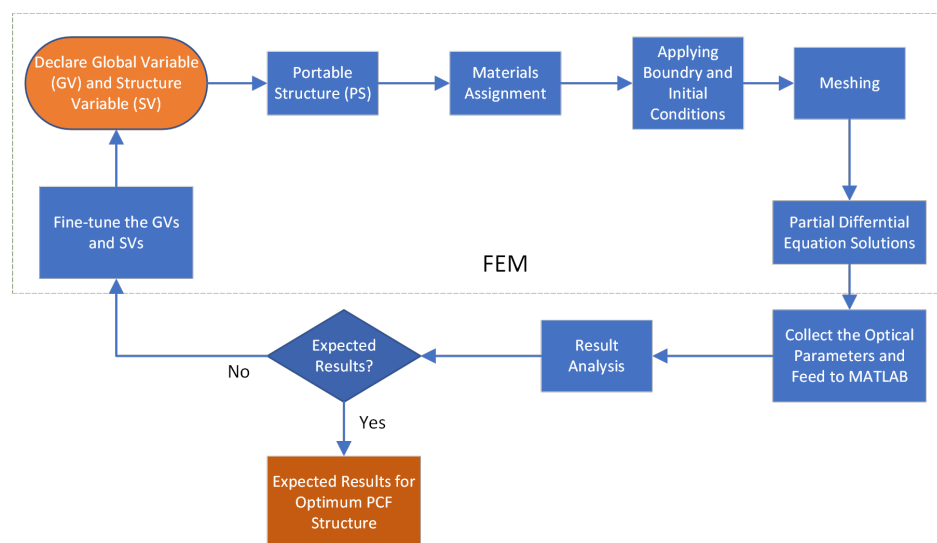 Declare Global Variable
(GV) and Structure
Variable (SV)
Portable
Structure (PS)
Materials
Assignment
Applying
Boundry and
Initial
Conditions
Meshing
Partial Differntial
Equation Solutions
Fine-tune the GVs
and SVs
FEM
Collect the Optical
Parameters and
Feed to MATLAB
Result
Analysis
Expected
Results?
No
Yes
Expected Results for
Optimum PCF
Structure